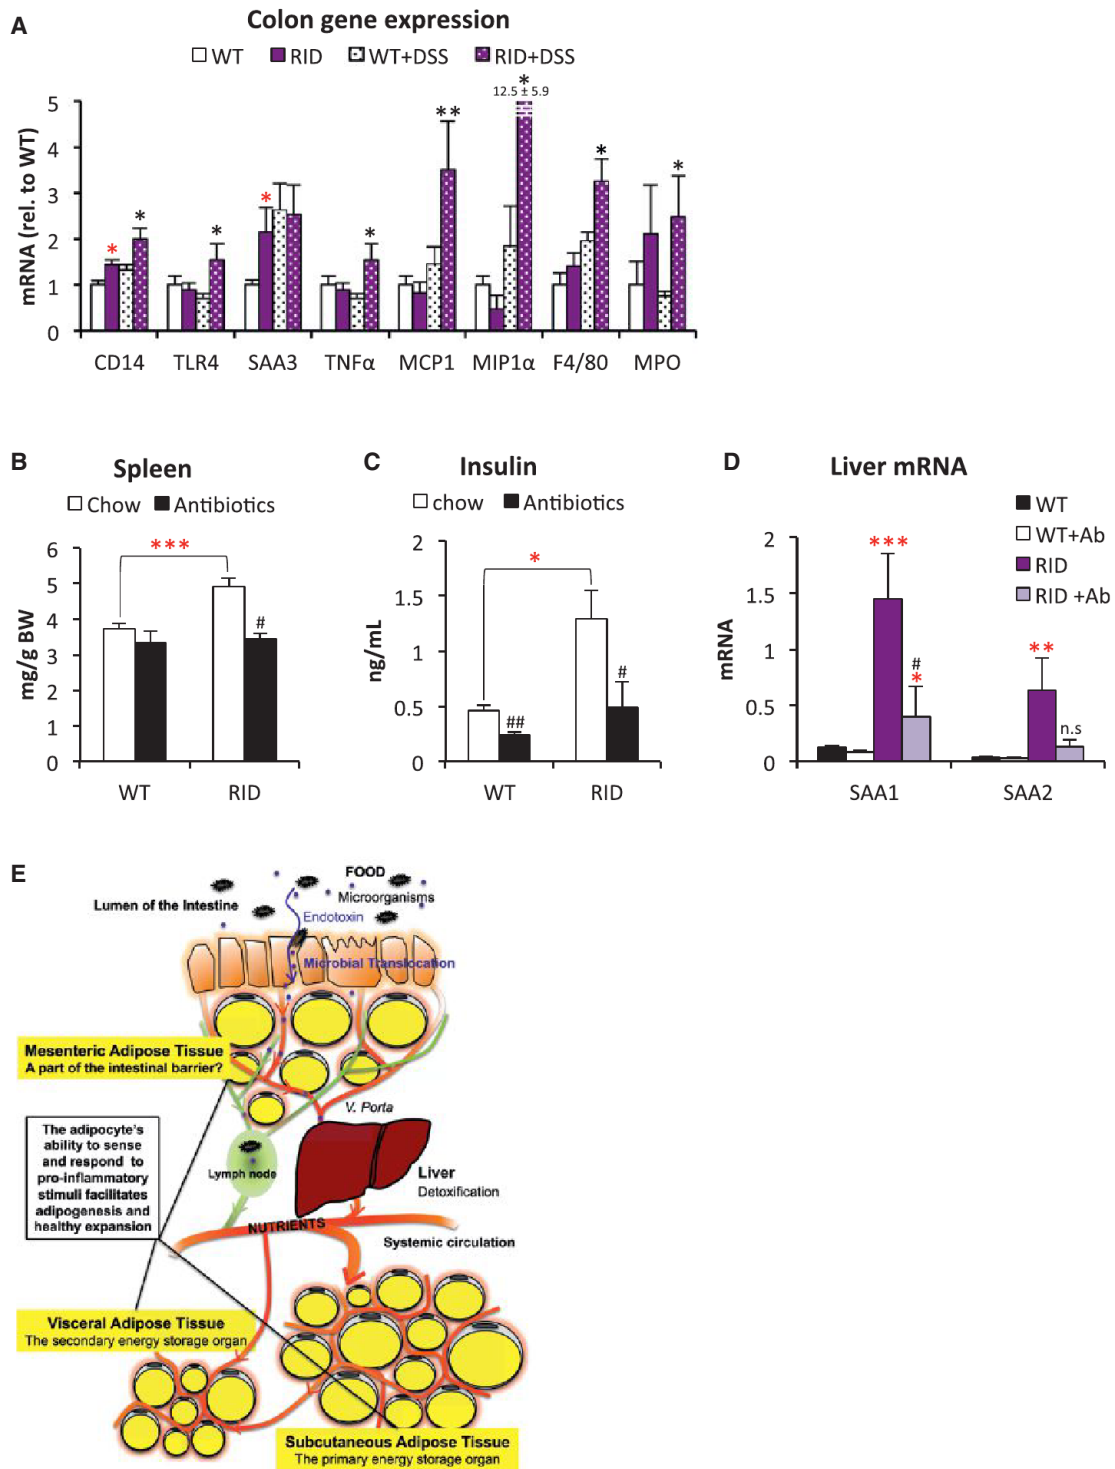 A
Colon gene expression
WT RID WT+DSS RID+DSS
*
12.5 ± 5.9
mRNA (rel. to WT)
5
4
3
2
1
0
* * * * * ** * *
CD14 TLR4 SAA3 TNFα MCP1 MIP1α F4/80 MPO
B
Spleen
Chow Antibiotics
mg/g BW
6
5
4
3
2
1
0
***
#
WT RID
C
Insulin
chow Antibiotics
ng/mL
2
1.5
1
0.5
0
*
##
#
WT RID
D
Liver mRNA
WT
WT+Ab
RID
RID +Ab
mRNA
2
1.5
1
0.5
0
***
#
*
**
n.s
SAA1 SAA2
E
FOOD
Microorganisms
Lumen of the Intestine
Endotoxin
Microbial Translocation
Mesenteric Adipose Tissue
A part of the intestinal barrier?
V. Porta
The adipocyte's
ability to sense
and respond to
pro-inflammatory
stimuli facilitates
adipogenesis and
healthy expansion
Lymph node
Liver
Detoxification
NUTRIENTS
Systemic circulation
Visceral Adipose Tissue
The secondary energy storage organ
Subcutaneous Adipose Tissue
The primary energy storage organ